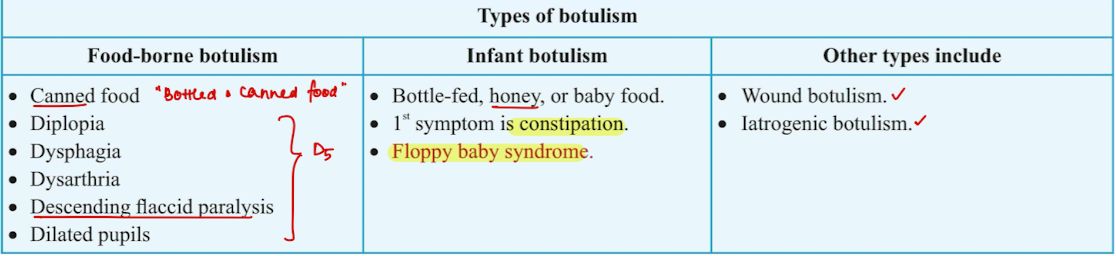 Types of botulism
Food-borne botulism
Infant botulism
Other types include
• Canned food "Bottled & canned food"
• Diplopia
• Dysphagia
• Dysarthria
• Descending flaccid paralysis
• Dilated pupils
D5
• Bottle-fed, honey, or baby food.
• 1st symptom is constipation.
• Floppy baby syndrome.
• Wound botulism. ✓
• Iatrogenic botulism. ✓